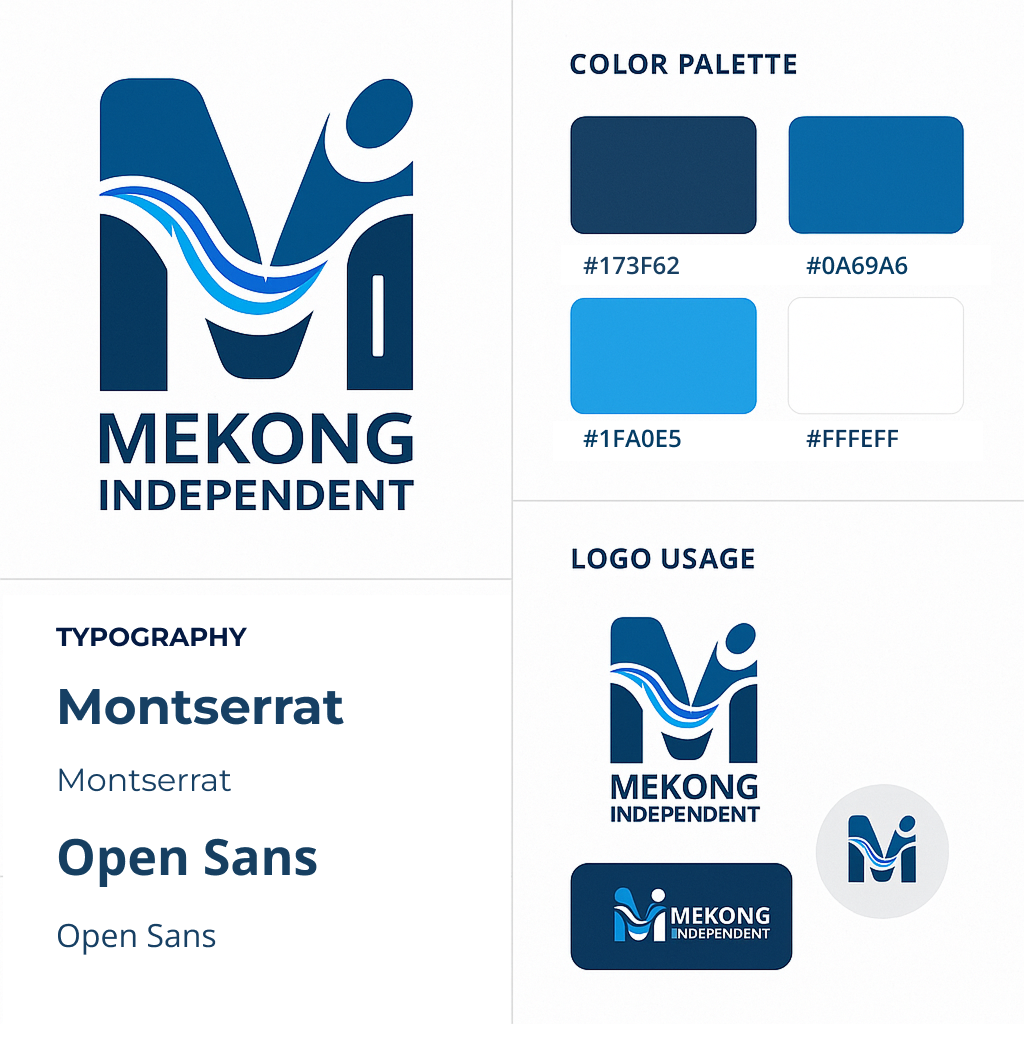 MEKONG
INDEPENDENT
TYPOGRAPHY
Montserrat
Montserrat
Open Sans
Open Sans
COLOR PALETTE
#173F62
#0A69A6
#1FA0E5
#FFFEFF
LOGO USAGE
MEKONG
INDEPENDENT
MEKONG
INDEPENDENT